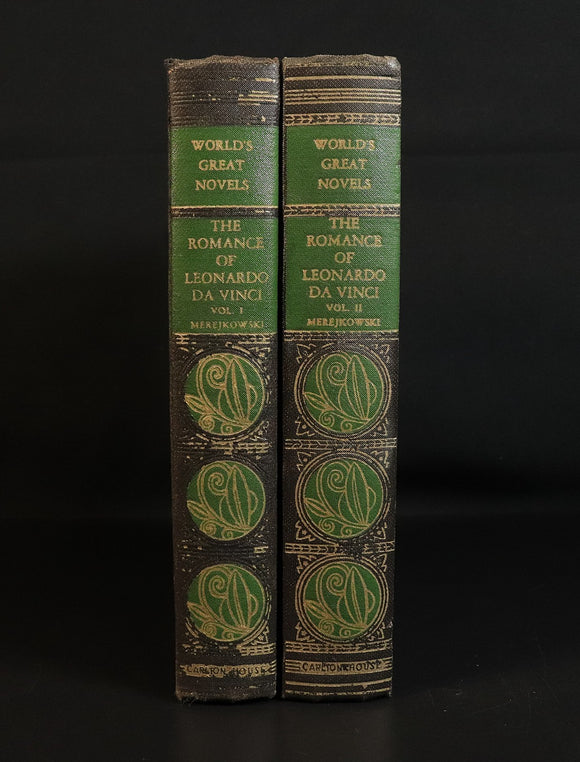 WORLD'S
GREAT
NOVELS
THE
ROMANCE
OF
LEONARDO
DA VINCI
VOL. I
MEREJKOWSKI
CARLTON HOUSE
WORLD'S
GREAT
NOVELS
THE
ROMANCE
OF
LEONARDO
DA VINCI
VOL. II
MEREJKOWSKI
CARLTON HOUSE